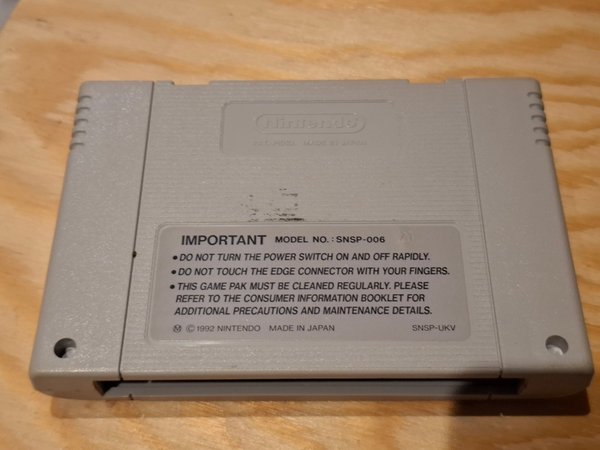 Nintendo
PAT. PEND. MADE IN JAPAN
IMPORTANT MODEL NO. : SNSP-006
• DO NOT TURN THE POWER SWITCH ON AND OFF RAPIDLY.
• DO NOT TOUCH THE EDGE CONNECTOR WITH YOUR FINGERS.
• THIS GAME PAK MUST BE CLEANED REGULARLY. PLEASE
REFER TO THE CONSUMER INFORMATION BOOKLET FOR
ADDITIONAL PRECAUTIONS AND MAINTENANCE DETAILS.
Ⓜ © 1992 NINTENDO MADE IN JAPAN SNSP-UKV